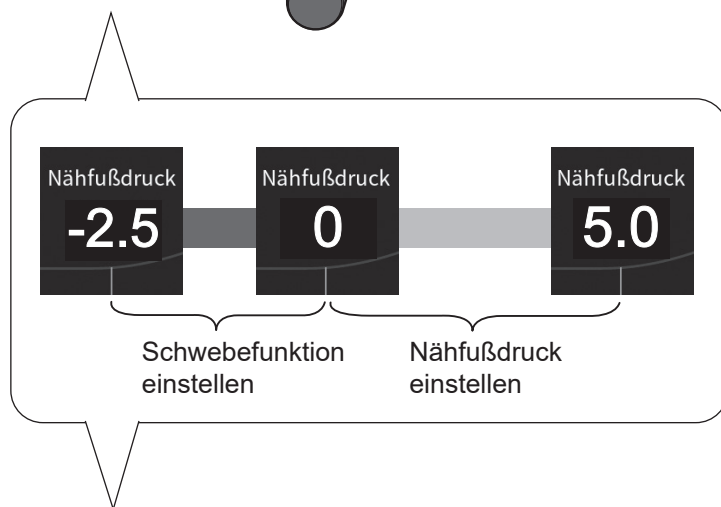 Nähfußdruck
-2.5
Nähfußdruck
0
Nähfußdruck
5.0
Schwebefunktion
einstellen
Nähfußdruck
einstellen